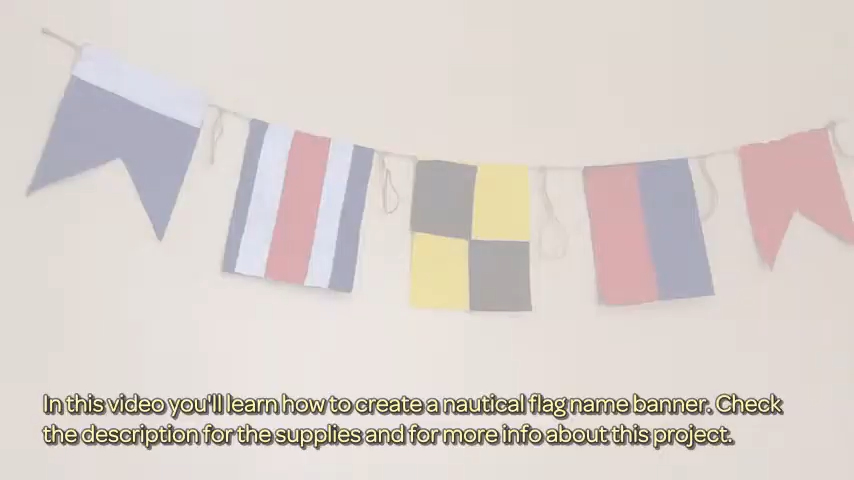 In this video you'll learn how to create a nautical flag name banner. Check
the description for the supplies and for more info about this project.